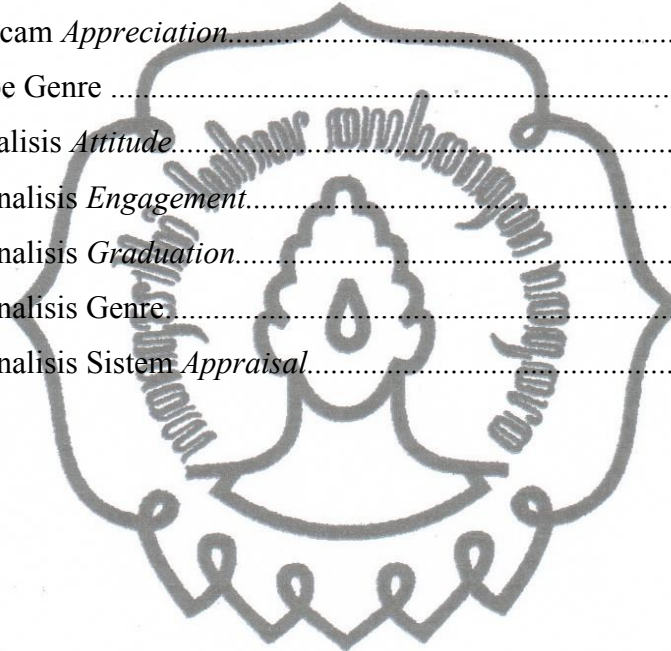 cam Appreciation..........................................................................
e Genre ..........................................................................
alisis Attitude..........................................................................
nalisis Engagement..........................................................................
nalisis Graduation..........................................................................
nalisis Genre..........................................................................
nalisis Sistem Appraisal..........................................................................